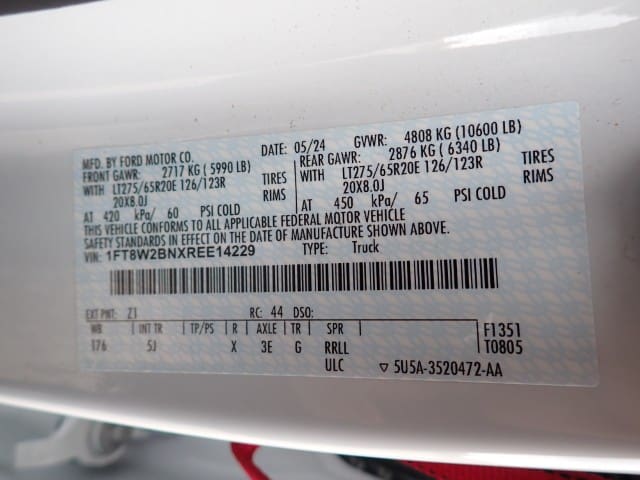 MFD. BY FORD MOTOR CO. DATE: 05/24 GVWR: 4808 KG (10600 LB)
FRONT GAWR: 2717 KG (5990 LB) REAR GAWR: 2876 KG (6340 LB)
WITH LT275/65R20E 126/123R TIRES WITH LT275/65R20E 126/123R TIRES
20X8.0J RIMS 20X8.0J RIMS
AT 420 kPa/ 60 PSI COLD AT 450 kPa/ 65 PSI COLD
THIS VEHICLE CONFORMS TO ALL APPLICABLE FEDERAL MOTOR VEHICLE
SAFETY STANDARDS IN EFFECT ON THE DATE OF MANUFACTURE SHOWN ABOVE.
VIN: 1FT8W2BNXREE14229 TYPE: Truck
EXT PNT: Z1 RC: 44 DSO:
WB INT TR TP/PS R AXLE TR SPR F1351
176 5J X 3E G RRLL T0805
ULC ▽ 5U5A-3520472-AA